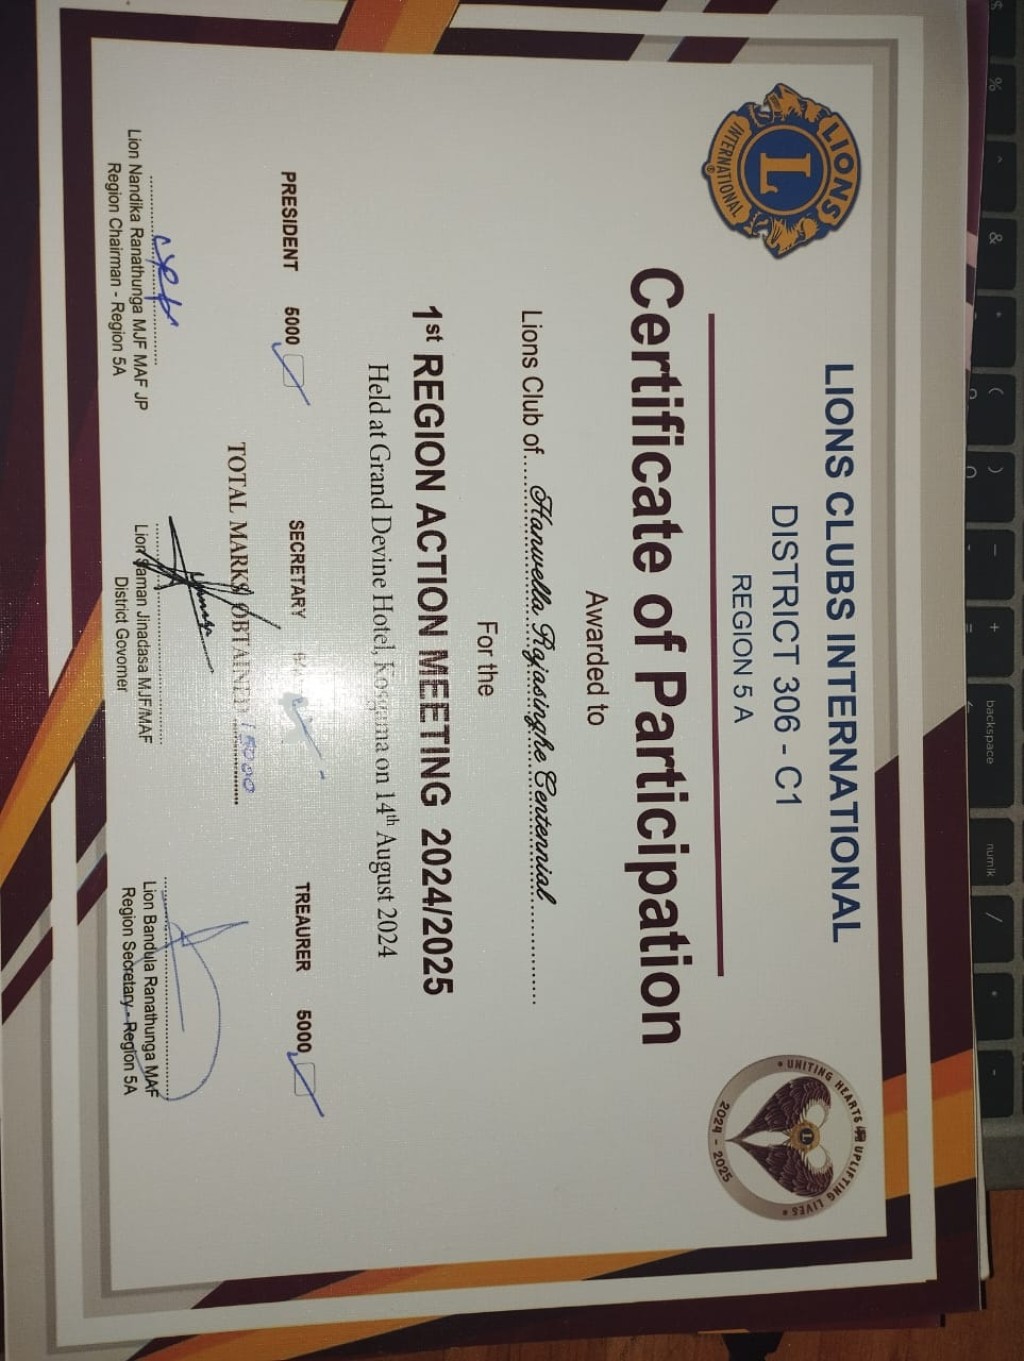 LIONS INTERNATIONAL
L
®
LIONS CLUBS INTERNATIONAL
DISTRICT 306 - C1
REGION 5 A
UNITING HEARTS UPLIFTING LIVES
2024 - 2025
Certificate of Participation
Awarded to
Lions Club of.....Hanwella Rajasinghe Centennial............
For the
1st REGION ACTION MEETING 2024/2025
Held at Grand Devine Hotel, Kosgama on 14th August 2024
PRESIDENT 5000 SECRETARY TREAURER 5000
TOTAL MARKS OBTAINED 15000
Lion Nandika Ranathunga MJF MAF JP
Region Chairman - Region 5A
Lion Saman Jinadasa MJF/MAF
District Govorner
Lion Bandula Ranathunga MAF
Region Secretary - Region 5A
$
%
^
&
*
(
)
+
=
backspace
numlk
/
*
-